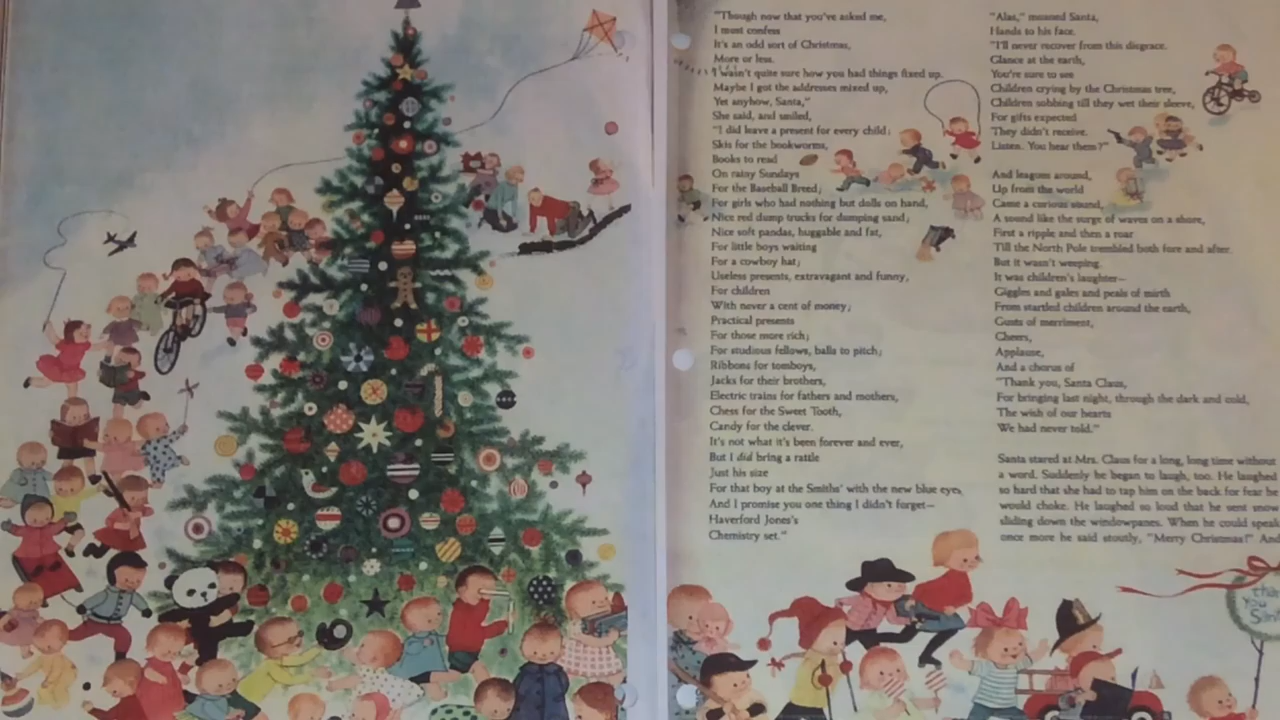 "Though now that you've asked me,
I must confess
It's an odd sort of Christmas,
More or less.
I wasn't quite sure how you had things fixed up.
Maybe I got the addresses mixed up,
Yet anyhow, Santa,"
She said, and smiled,
"I did leave a present for every child;
Skis for the bookworms,
Books to read
On rainy Sundays
For the Baseball Breed;
For girls who had nothing but dolls on hand,
Nice red dump trucks for dumping sand;
Nice soft pandas, huggable and fat,
For little boys waiting
For a cowboy hat;
Useless presents, extravagant and funny,
For children
With never a cent of money;
Practical presents
For those more rich;
For studious fellows, balls to pitch;
Ribbons for tomboys,
Jacks for their brothers,
Electric trains for fathers and mothers,
Chess for the Sweet Tooth,
Candy for the clever.
It's not what it's been forever and ever,
But I did bring a rattle
Just his size
For that boy at the Smiths' with the new blue eyes,
And I promise you one thing I didn't forget—
Haverford Jones's
Chemistry set."
"Alas," moaned Santa,
Hands to his face.
"I'll never recover from this disgrace.
Glance at the earth,
You're sure to see
Children crying by the Christmas tree,
Children sobbing till they wet their sleeve,
For gifts expected
They didn't receive.
Listen. You hear them?"
And leagues around,
Up from the world
Came a curious sound,
A sound like the surge of waves on a shore,
First a ripple and then a roar
Till the North Pole trembled both fore and after.
But it wasn't weeping.
It was children's laughter—
Giggles and gales and peals of mirth
From startled children around the earth,
Gusts of merriment,
Cheers,
Applause,
And a chorus of
"Thank you, Santa Claus,
For bringing last night, through the dark and cold,
The wish of our hearts
We had never told."
Santa stared at Mrs. Claus for a long, long time without
a word. Suddenly he began to laugh, too. He laughed
so hard that she had to tap him on the back for fear he
would choke. He laughed so loud that he sent snow
sliding down the windowpanes. When he could speak
once more he said stoutly, "Merry Christmas!" And
You